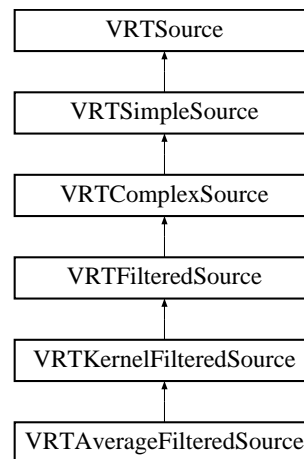 VRTSource
VRTSimpleSource
VRTComplexSource
VRTFilteredSource
VRTKernelFilteredSource
VRTAverageFilteredSource